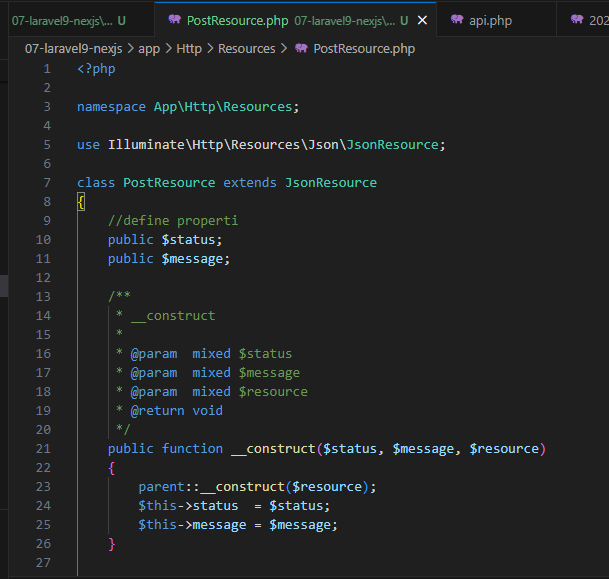 07-laravel9-nexjs\... U
PostResource.php 07-laravel9-nexjs\... U
api.php
202
07-laravel9-nexjs > app > Http > Resources > PostResource.php
1 <?php
2
3 namespace App\Http\Resources;
4
5 use Illuminate\Http\Resources\Json\JsonResource;
6
7 class PostResource extends JsonResource
8 {
9 //define properti
10 public $status;
11 public $message;
12
13 /**
14 * __construct
15 *
16 * @param  mixed $status
17 * @param  mixed $message
18 * @param  mixed $resource
19 * @return void
20 */
21 public function __construct($status, $message, $resource)
22 {
23 parent::__construct($resource);
24 $this->status  = $status;
25 $this->message = $message;
26 }
27